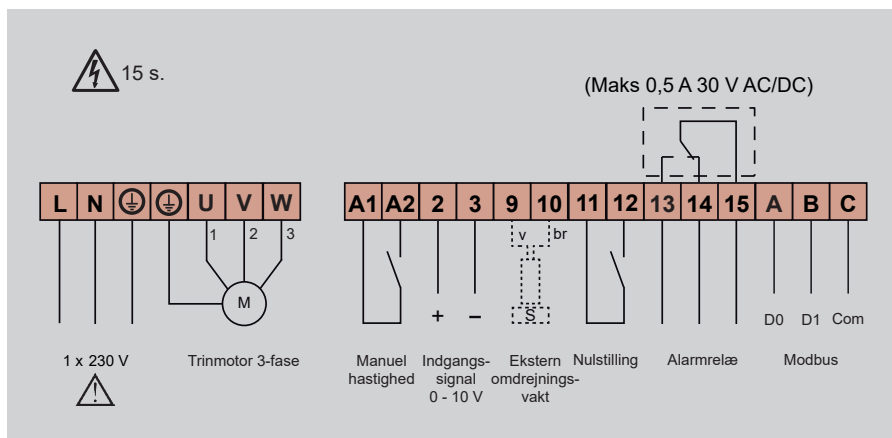 15 s.
(Maks 0,5 A 30 V AC/DC)
L N U V W
A1 A2 2 3 9 10 11 12 13 14 15 A B C
1 2 3
v br
M
+ –
S
D0 D1 Com
1 x 230 V
Trinmotor 3-fase
Manuel
hastighed
Indgangs-
signal
0 - 10 V
Ekstern
omdrejnings-
vakt
Nulstilling
Alarmrelæ
Modbus